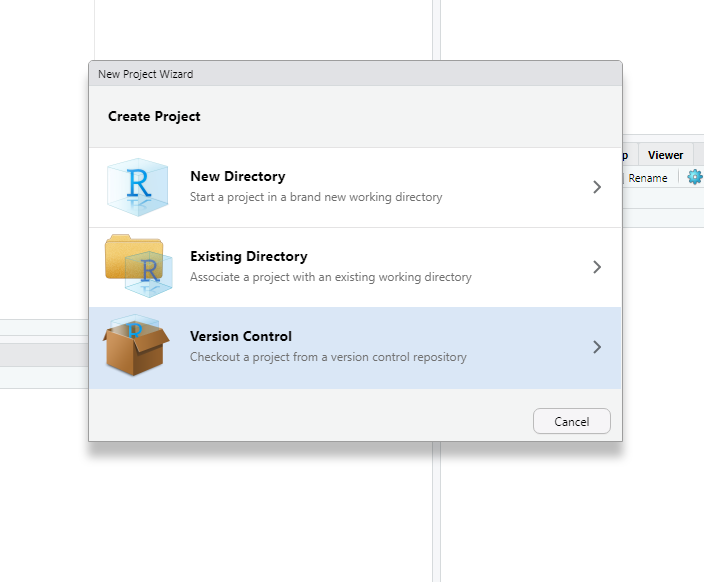 New Project Wizard
Create Project
p
Viewer
Rename
R
New Directory
Start a project in a brand new working directory
R
Existing Directory
Associate a project with an existing working directory
R
Version Control
Checkout a project from a version control repository
Cancel